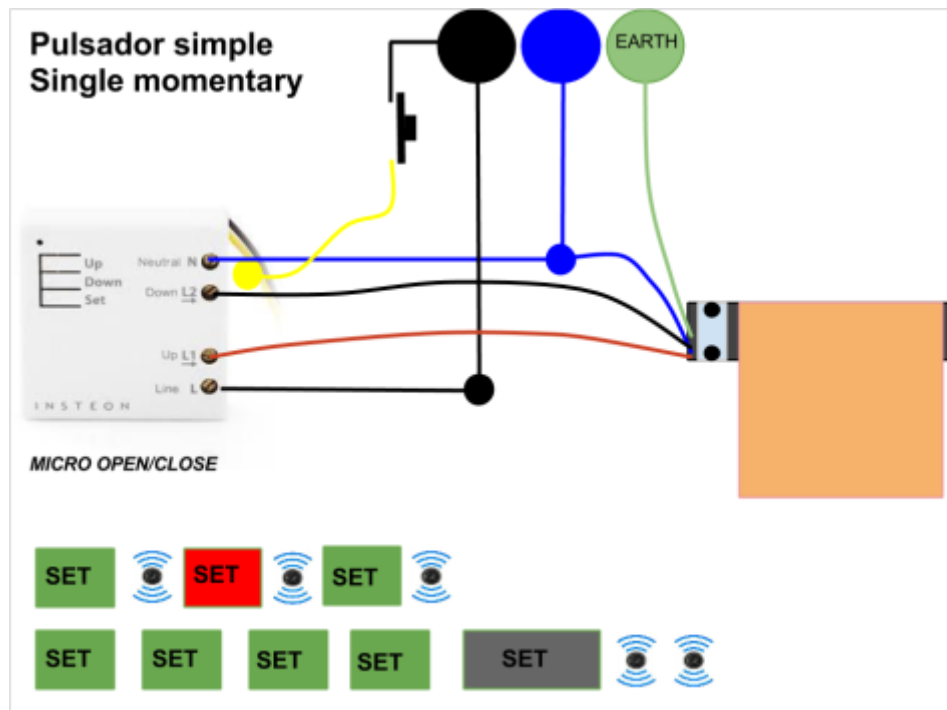 Pulsador simple
Single momentary
EARTH
Up
Down
Set
Neutral N
Down L2
Up L1
Line L
INSTEON
MICRO OPEN/CLOSE
SET SET SET
SET SET SET SET SET